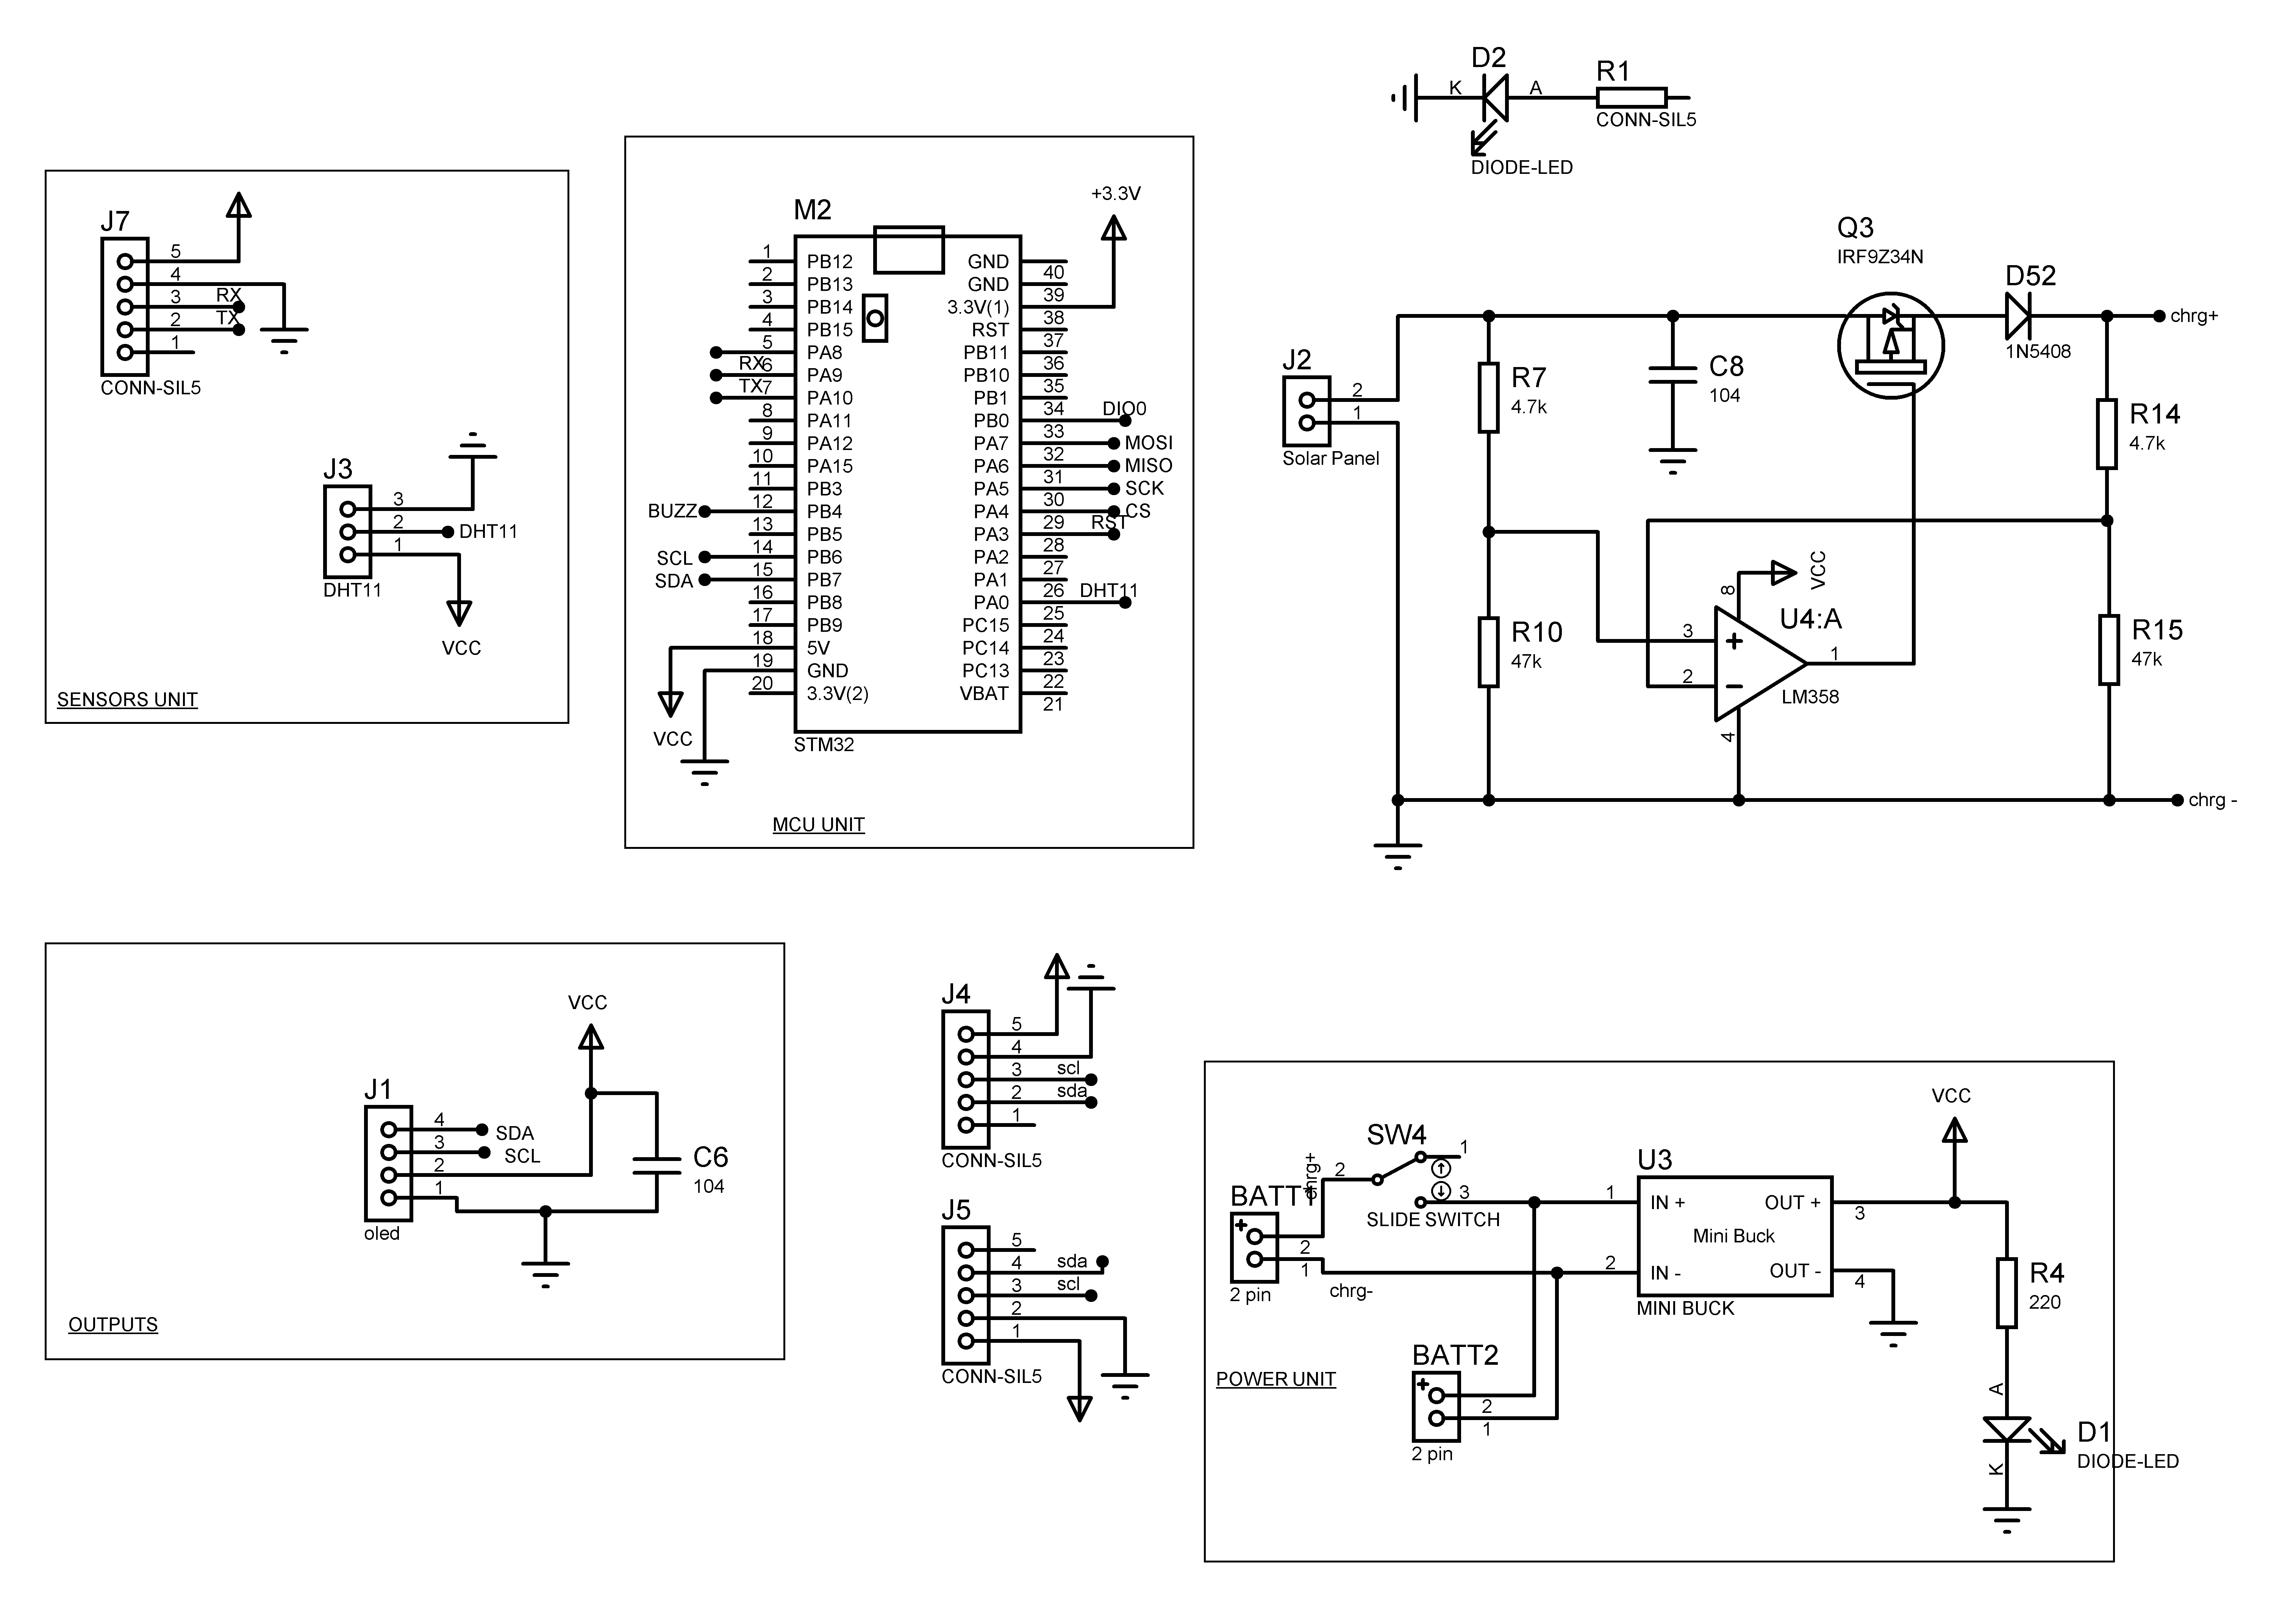 D2
K
A
R1
CONN-SIL5
DIODE-LED
J7
5
4
3
RX
2
TX
1
CONN-SIL5
J3
3
2
DHT11
1
DHT11
VCC
SENSORS UNIT
M2
+3.3V
1 PB12
2 PB13
3 PB14
4 PB15
5 PA8
RX 6 PA9
TX 7 PA10
8 PA11
9 PA12
10 PA15
11 PB3
BUZZ 12 PB4
13 PB5
SCL 14 PB6
SDA 15 PB7
16 PB8
17 PB9
18 5V
19 GND
20 3.3V(2)
VCC
GND 40
GND 39
3.3V(1) 38
RST 37
PB11 36
PB10 35
PB1 34
PB0 33 DIO0
PA7 32 MOSI
PA6 31 MISO
PA5 30 SCK
PA4 29 CS
PA3 28 RST
PA2 27
PA1 26
PA0 25 DHT11
PC15 24
PC14 23
PC13 22
VBAT 21
STM32
MCU UNIT
Q3
IRF9Z34N
D52
1N5408
chrg+
J2
2
1
Solar Panel
R7
4.7k
C8
104
R14
4.7k
VCC
8
U4:A
3
1
2
LM358
4
R10
47k
R15
47k
chrg -
VCC
J1
4
SDA
3
SCL
2
1
oled
C6
104
OUTPUTS
J4
5
4
3
scl
2
sda
1
CONN-SIL5
J5
5
4
sda
3
scl
2
1
CONN-SIL5
BATT1
chrg+
+
2
1
2 pin
chrg-
SW4
2
1
3
SLIDE SWITCH
U3
1 IN + OUT + 3
Mini Buck
2 IN - OUT - 4
MINI BUCK
VCC
R4
220
A
D1
DIODE-LED
K
BATT2
+
2
1
2 pin
POWER UNIT